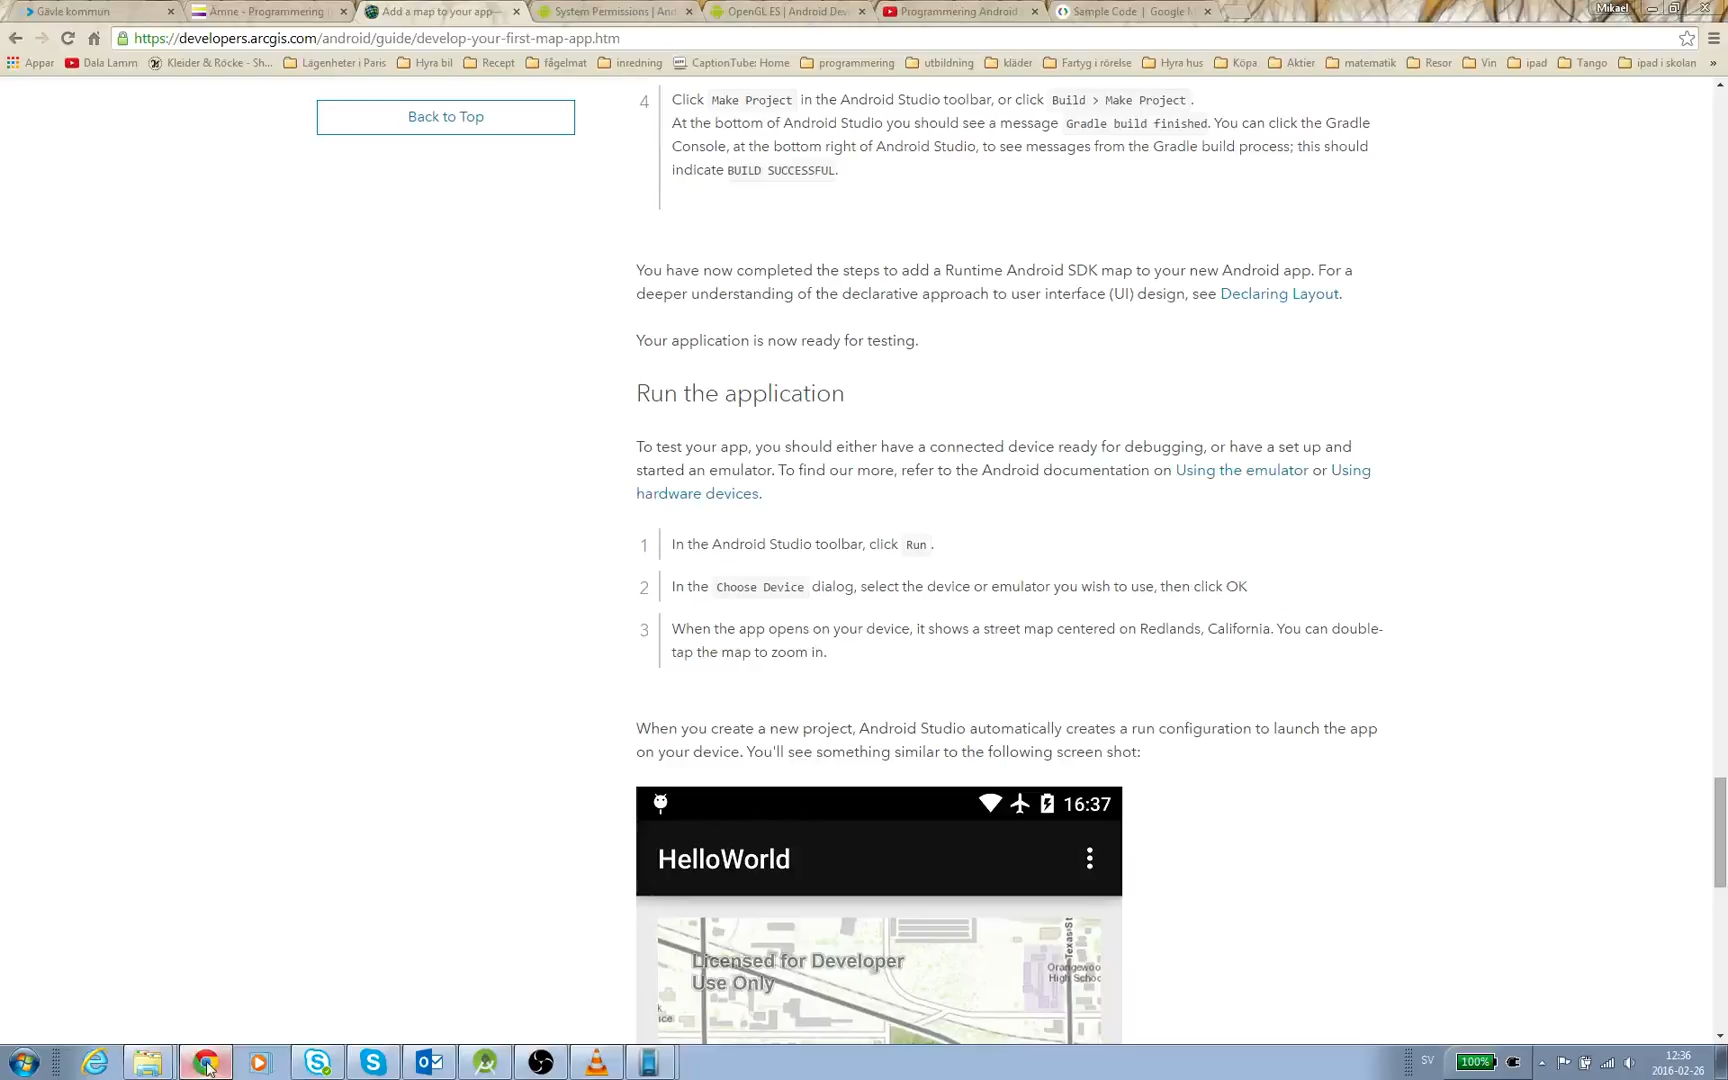 Gävle kommun
Ämne - Programmering
Add a map to your app—
System Permissions | And
OpenGL ES | Android Dev
Programmering Android
Sample Code | Google M
Mikael
https://developers.arcgis.com/android/guide/develop-your-first-map-app.htm
Appar
Dala Lamm
Kleider & Röcke - Sh...
Lägenheter i Paris
Hyra bil
Recept
fågelmat
inredning
CaptionTube: Home
programmering
utbildning
kläder
Fartyg i rörelse
Hyra hus
Köpa
Aktier
matematik
Resor
Vin
ipad
Tango
ipad i skolan
»
Back to Top
4 Click Make Project in the Android Studio toolbar, or click Build > Make Project .
At the bottom of Android Studio you should see a message Gradle build finished. You can click the Gradle
Console, at the bottom right of Android Studio, to see messages from the Gradle build process; this should
indicate BUILD SUCCESSFUL.
You have now completed the steps to add a Runtime Android SDK map to your new Android app. For a
deeper understanding of the declarative approach to user interface (UI) design, see Declaring Layout.
Your application is now ready for testing.
Run the application
To test your app, you should either have a connected device ready for debugging, or have a set up and
started an emulator. To find our more, refer to the Android documentation on Using the emulator or Using
hardware devices.
1 In the Android Studio toolbar, click Run .
2 In the Choose Device dialog, select the device or emulator you wish to use, then click OK
3 When the app opens on your device, it shows a street map centered on Redlands, California. You can double-
tap the map to zoom in.
When you create a new project, Android Studio automatically creates a run configuration to launch the app
on your device. You'll see something similar to the following screen shot:
16:37
HelloWorld
Licensed for Developer
Use Only
Texas St
Orangewoo
High Schoo
k
ice
SV
100%
12:36
2016-02-26